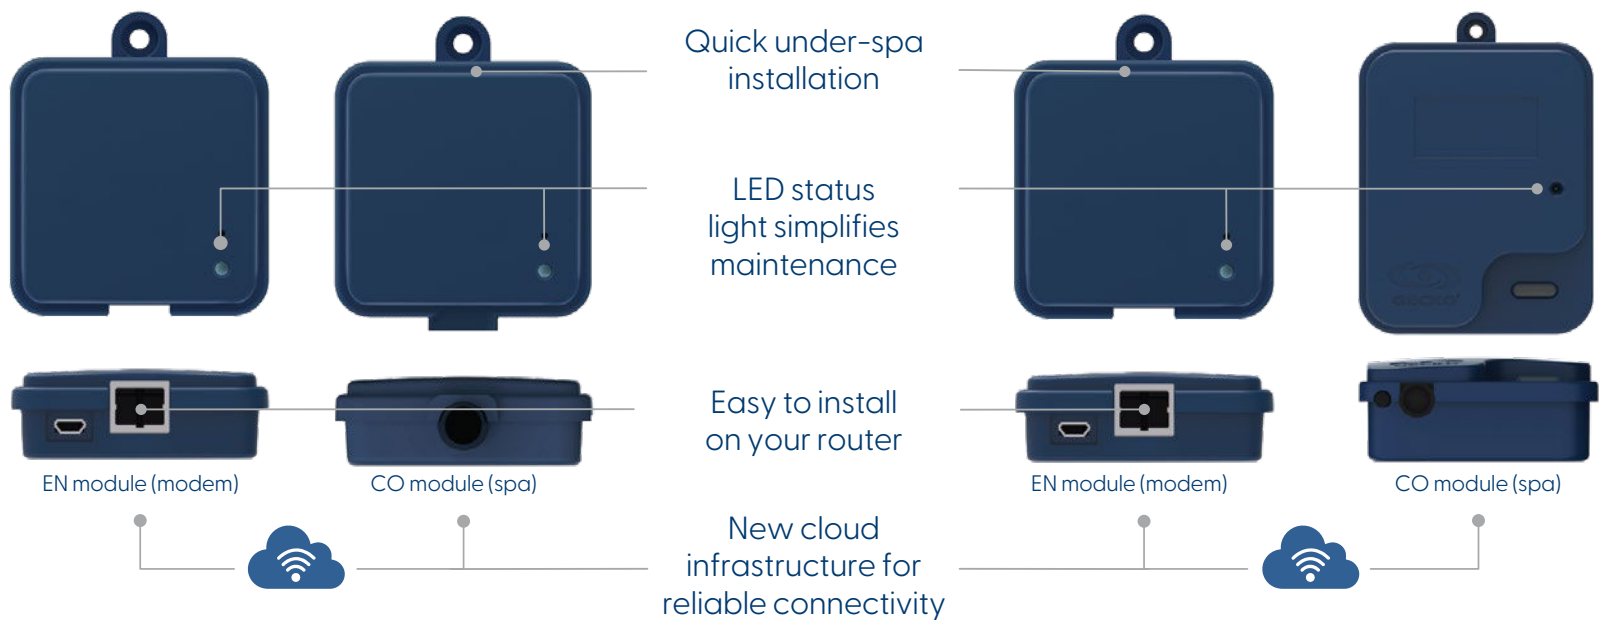 Quick under-spa
installation
LED status
light simplifies
maintenance
GECKO
Easy to install
on your router
EN module (modem)
CO module (spa)
EN module (modem)
CO module (spa)
New cloud
infrastructure for
reliable connectivity